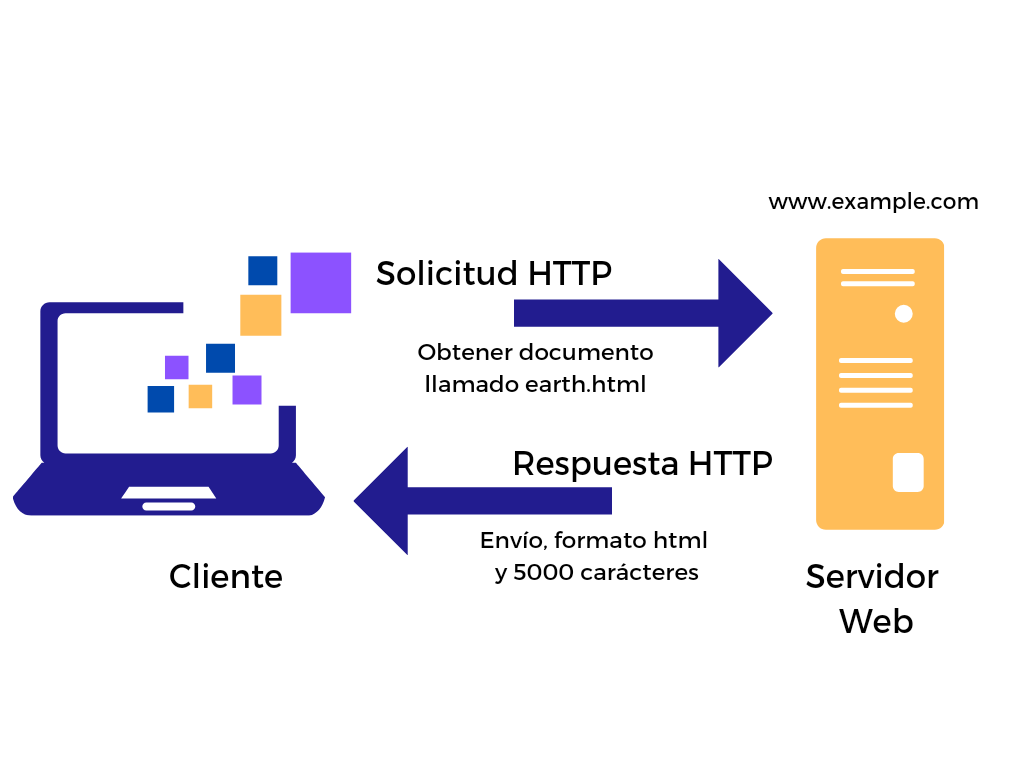 www.example.com
Solicitud HTTP
Obtener documento
llamado earth.html
Respuesta HTTP
Envío, formato html
y 5000 carácteres
Cliente
Servidor
Web